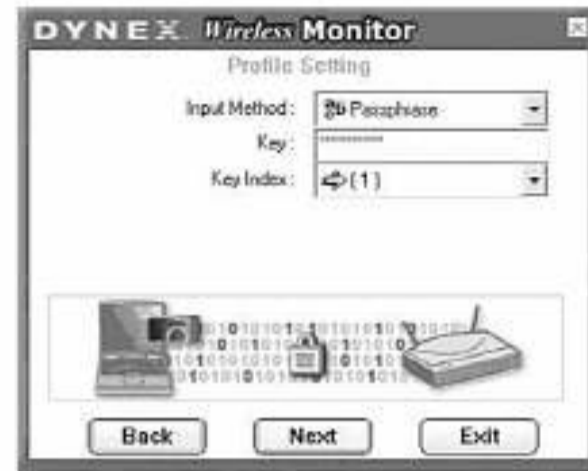 DYNEX Wireless Monitor
Profile Setting
Input Method : Passphrase
Key : **********
Key Index : (1)
Back Next Exit